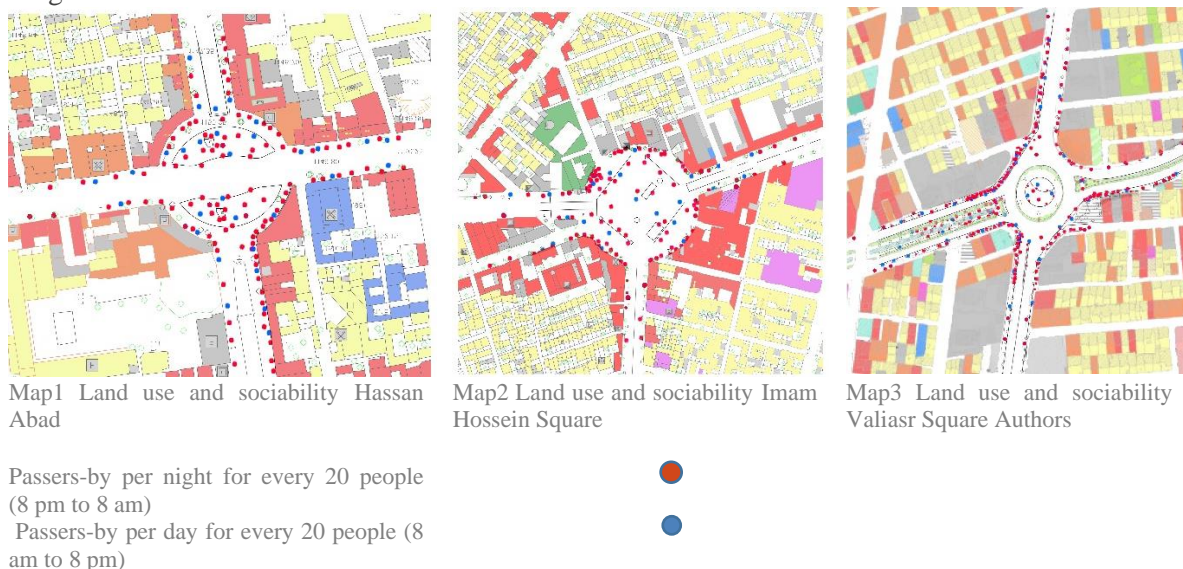 Map1 Land use and sociability Hassan
Abad
Map2 Land use and sociability Imam
Hossein Square
Map3 Land use and sociability
Valiasr Square Authors
Passers-by per night for every 20 people
(8 pm to 8 am)
Passers-by per day for every 20 people (8
am to 8 pm)